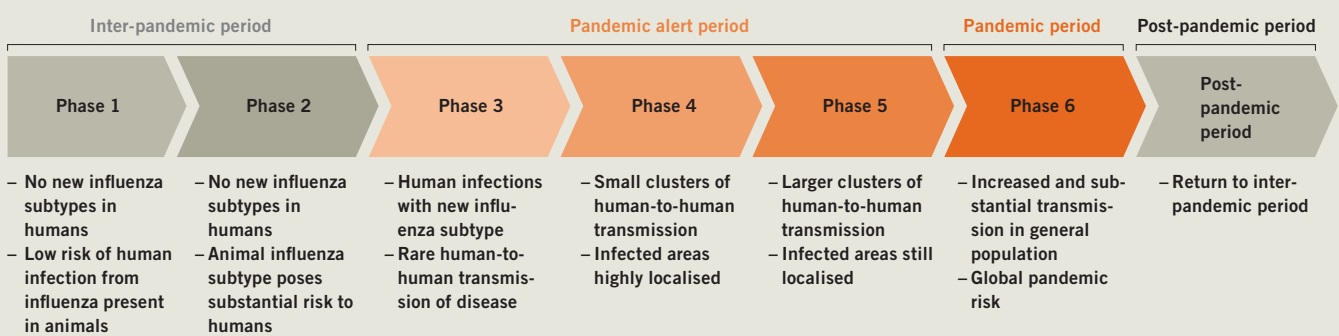 Inter-pandemic period
Pandemic alert period
Pandemic period
Post-pandemic period
Phase 1
Phase 2
Phase 3
Phase 4
Phase 5
Phase 6
Post-
pandemic
period
– No new influenza
subtypes in
humans
– Low risk of human
infection from
influenza present
in animals
– No new influenza
subtypes in
humans
– Animal influenza
subtype poses
substantial risk to
humans
– Human infections
with new influ-
enza subtype
– Rare human-to-
human transmis-
sion of disease
– Small clusters of
human-to-human
transmission
– Infected areas
highly localised
– Larger clusters of
human-to-human
transmission
– Infected areas still
localised
– Increased and sub-
stantial transmis-
sion in general
population
– Global pandemic
risk
– Return to inter-
pandemic period